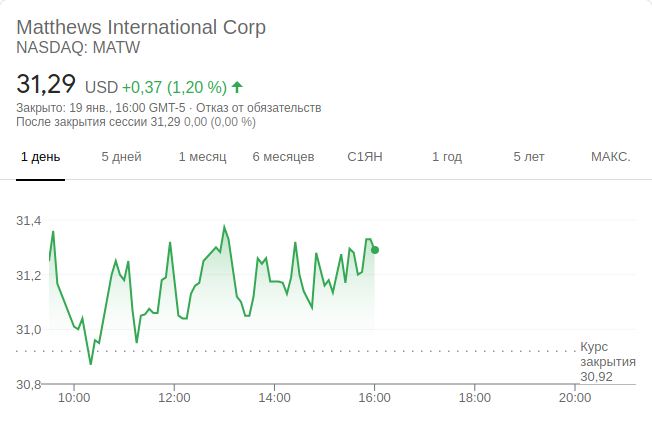 Matthews International Corp
NASDAQ: MATW
31,29 USD +0,37 (1,20 %)
Закрыто: 19 янв., 16:00 GMT-5 · Отказ от обязательств
После закрытия сессии 31,29 0,00 (0,00 %)
1 день 5 дней 1 месяц 6 месяцев С1ЯН 1 год 5 лет МАКС.
31,4
31,2
31,0
Курс
закрытия
30,92
30,8
10:00 12:00 14:00 16:00 18:00 20:00